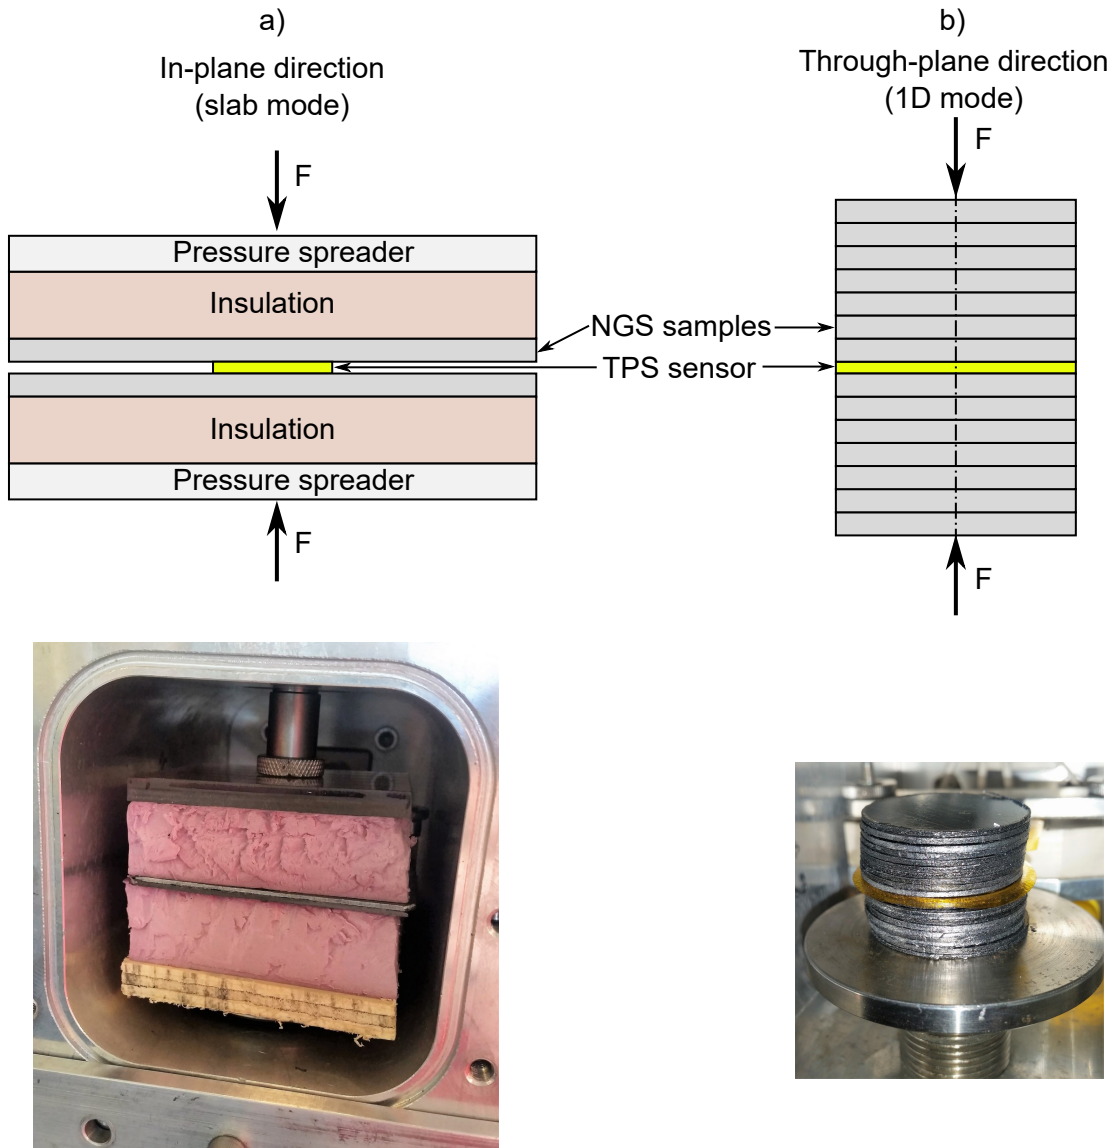 a)
In-plane direction
(slab mode)
F
Pressure spreader
Insulation
Insulation
Pressure spreader
F
NGS samples
TPS sensor
b)
Through-plane direction
(1D mode)
F
F